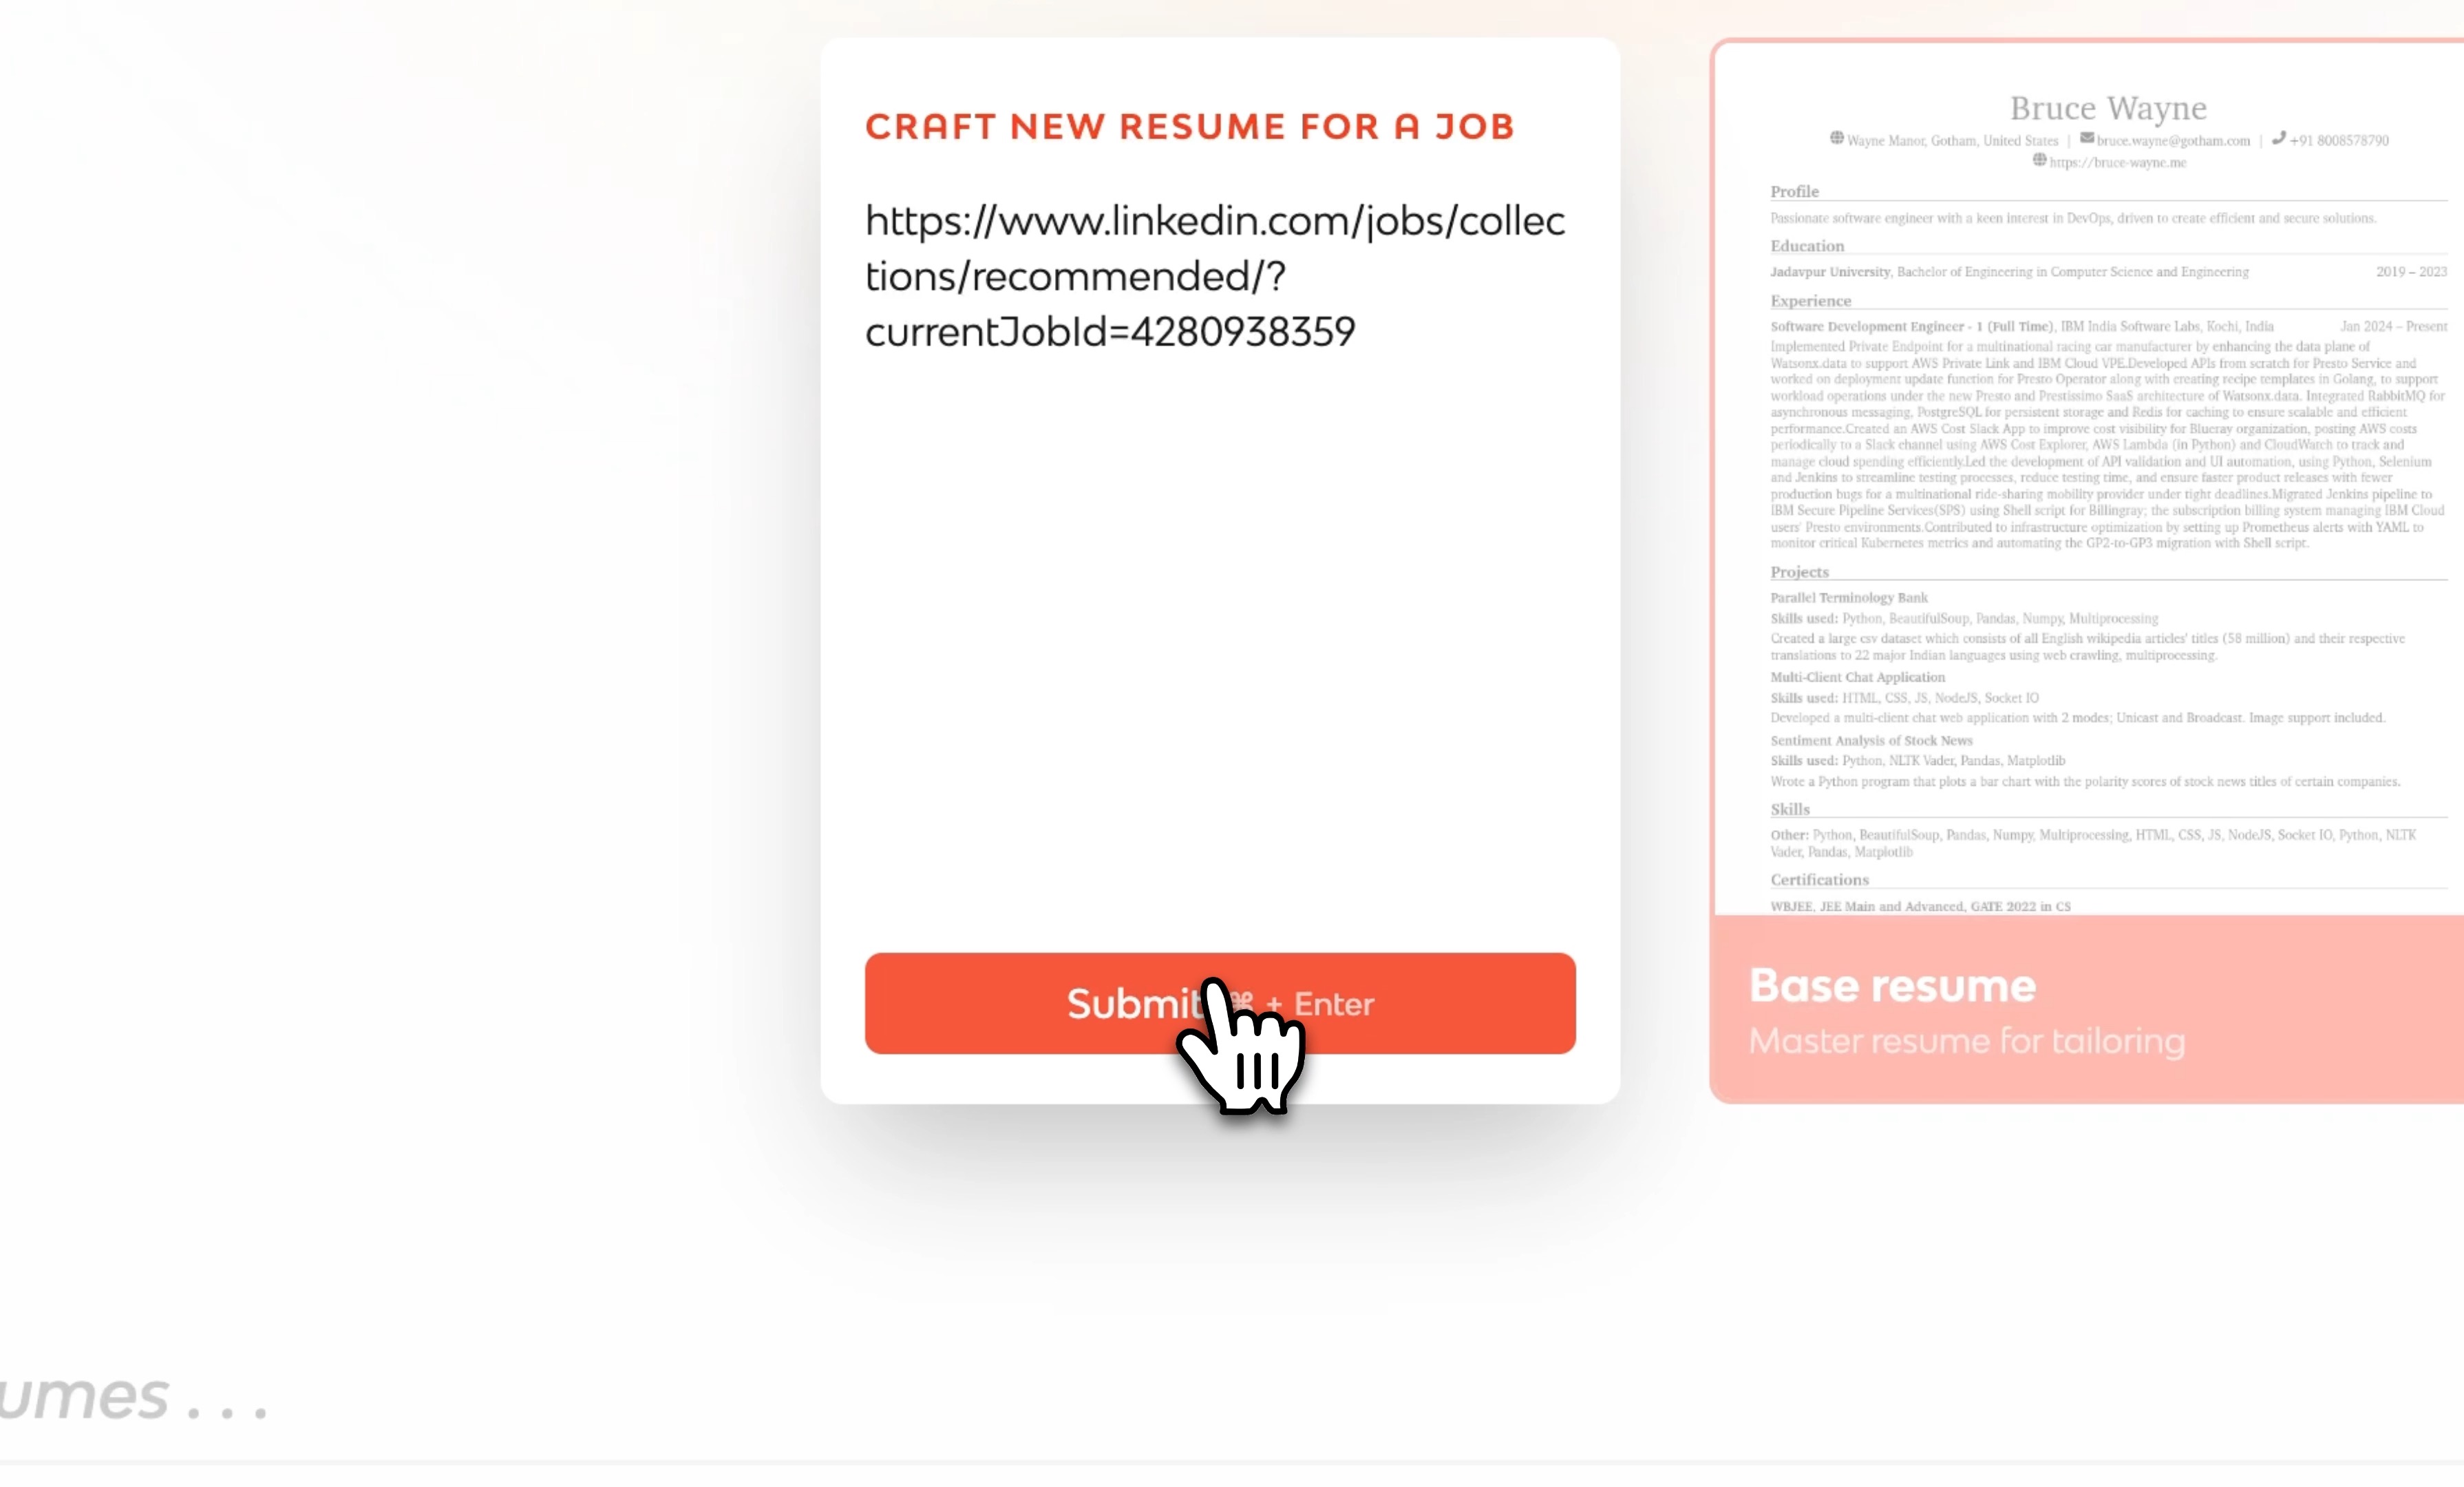 CRAFT NEW RESUME FOR A JOB
https://www.linkedin.com/jobs/collec
tions/recommended/?
currentJobId=4280938359
Submit ⌘ + Enter
Bruce Wayne
Wayne Manor, Gotham, United States | bruce.wayne@gotham.com | +91 8008578790
https://bruce-wayne.me
Profile
Passionate software engineer with a keen interest in DevOps, driven to create efficient and secure solutions.
Education
Jadavpur University, Bachelor of Engineering in Computer Science and Engineering 2019 – 2023
Experience
Software Development Engineer - 1 (Full Time), IBM India Software Labs, Kochi, India Jan 2024 – Present
Implemented Private Endpoint for a multinational racing car manufacturer by enhancing the data plane of
Watsonx.data to support AWS Private Link and IBM Cloud VPE.Developed APIs from scratch for Presto Service and
worked on deployment update function for Presto Operator along with creating recipe templates in Golang, to support
workload operations under the new Presto and Prestissimo SaaS architecture of Watsonx.data. Integrated RabbitMQ for
asynchronous messaging, PostgreSQL for persistent storage and Redis for caching to ensure scalable and efficient
performance.Created an AWS Cost Slack App to improve cost visibility for Blueray organization, posting AWS costs
periodically to a Slack channel using AWS Cost Explorer, AWS Lambda (in Python) and CloudWatch to track and
manage cloud spending efficiently.Led the development of API validation and UI automation, using Python, Selenium
and Jenkins to streamline testing processes, reduce testing time, and ensure faster product releases with fewer
production bugs for a multinational ride-sharing mobility provider under tight deadlines.Migrated Jenkins pipeline to
IBM Secure Pipeline Services(SPS) using Shell script for Billingray; the subscription billing system managing IBM Cloud
users' Presto environments.Contributed to infrastructure optimization by setting up Prometheus alerts with YAML to
monitor critical Kubernetes metrics and automating the GP2-to-GP3 migration with Shell script.
Projects
Parallel Terminology Bank
Skills used: Python, BeautifulSoup, Pandas, Numpy, Multiprocessing
Created a large csv dataset which consists of all English wikipedia articles' titles (58 million) and their respective
translations to 22 major Indian languages using web crawling, multiprocessing.
Multi-Client Chat Application
Skills used: HTML, CSS, JS, NodeJS, Socket IO
Developed a multi-client chat web application with 2 modes; Unicast and Broadcast. Image support included.
Sentiment Analysis of Stock News
Skills used: Python, NLTK Vader, Pandas, Matplotlib
Wrote a Python program that plots a bar chart with the polarity scores of stock news titles of certain companies.
Skills
Other: Python, BeautifulSoup, Pandas, Numpy, Multiprocessing, HTML, CSS, JS, NodeJS, Socket IO, Python, NLTK
Vader, Pandas, Matplotlib
Certifications
WBJEE, JEE Main and Advanced, GATE 2022 in CS
Base resume
Master resume for tailoring
umes . . .